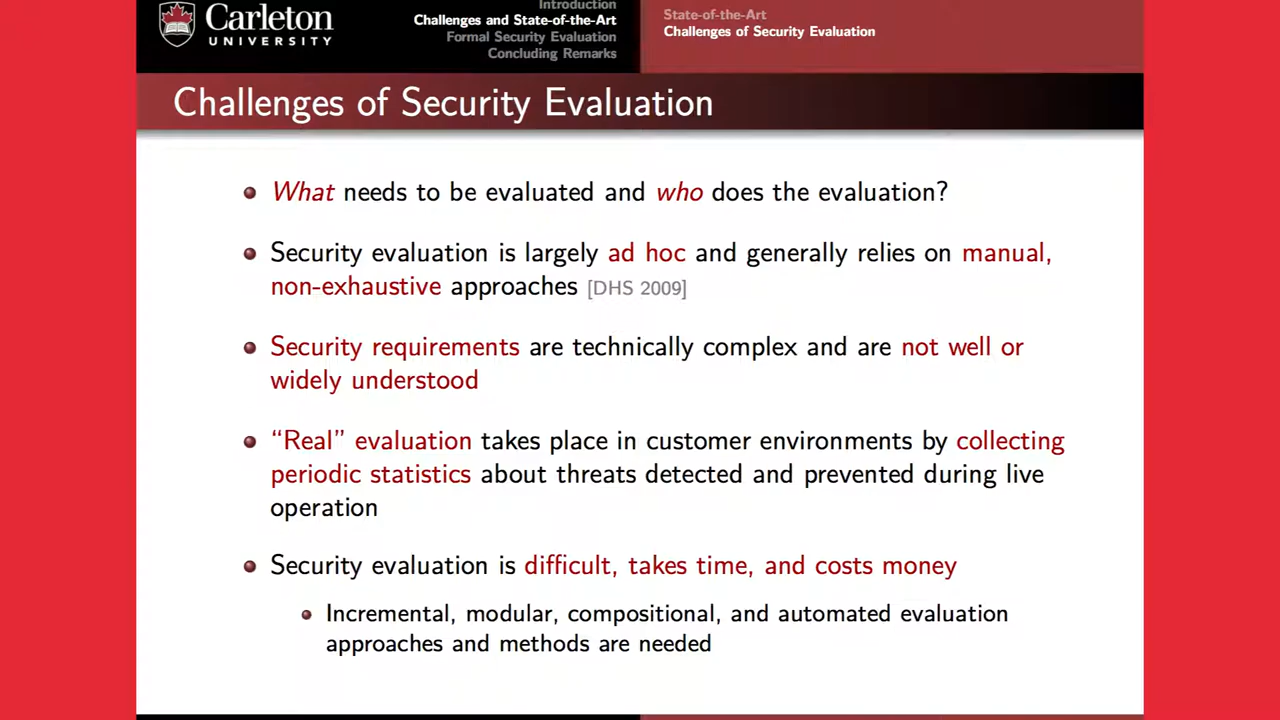 Carleton
UNIVERSITY
Introduction
Challenges and State-of-the-Art
Formal Security Evaluation
Concluding Remarks
State-of-the-Art
Challenges of Security Evaluation
Challenges of Security Evaluation
What needs to be evaluated and who does the evaluation?
Security evaluation is largely ad hoc and generally relies on manual,
non-exhaustive approaches [DHS 2009]
Security requirements are technically complex and are not well or
widely understood
“Real” evaluation takes place in customer environments by collecting
periodic statistics about threats detected and prevented during live
operation
Security evaluation is difficult, takes time, and costs money
Incremental, modular, compositional, and automated evaluation
approaches and methods are needed